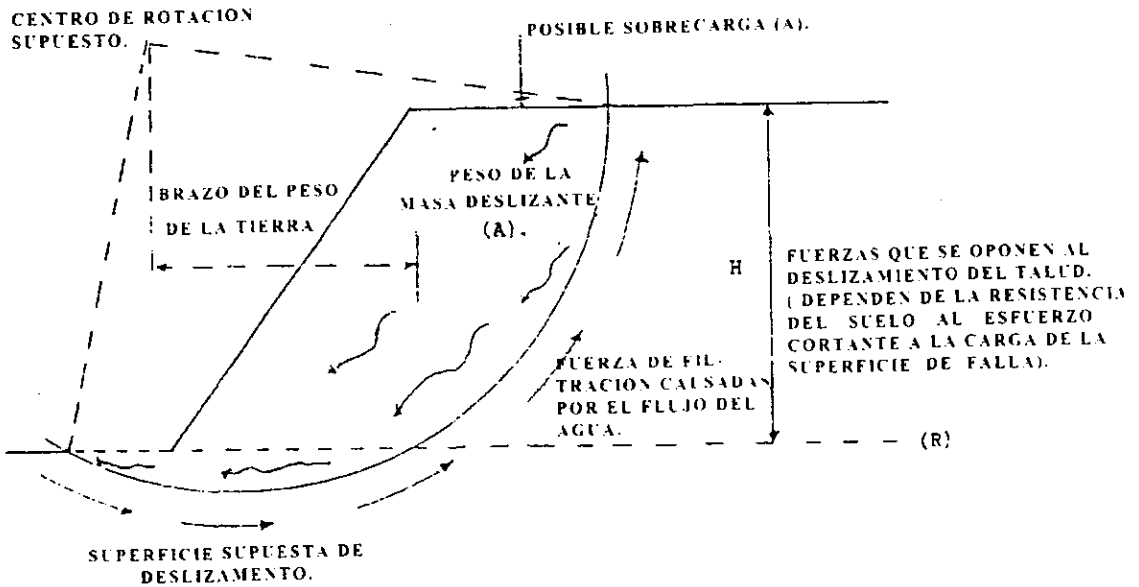 CENTRO DE ROTACION
SUPUESTO.
POSIBLE SOBRECARGA (A).
BRAZO DEL PESO
DE LA TIERRA
PESO DE LA
MASA DESLIZANTE
(A).
H
FUERZAS QUE SE OPONEN AL
DESLIZAMIENTO DEL TALUD.
( DEPENDEN DE LA RESISTENCIA
DEL SUELO AL ESFUERZO
CORTANTE A LA CARGA DE LA
SUPERFICIE DE FALLA).
FUERZA DE FIL-
TRACION CAUSADAS
POR EL FLUJO DEL
AGUA.
(R)
SUPERFICIE SUPUESTA DE
DESLIZAMENTO.